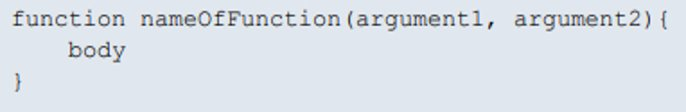 function nameOfFunction(argument1, argument2){
body
}